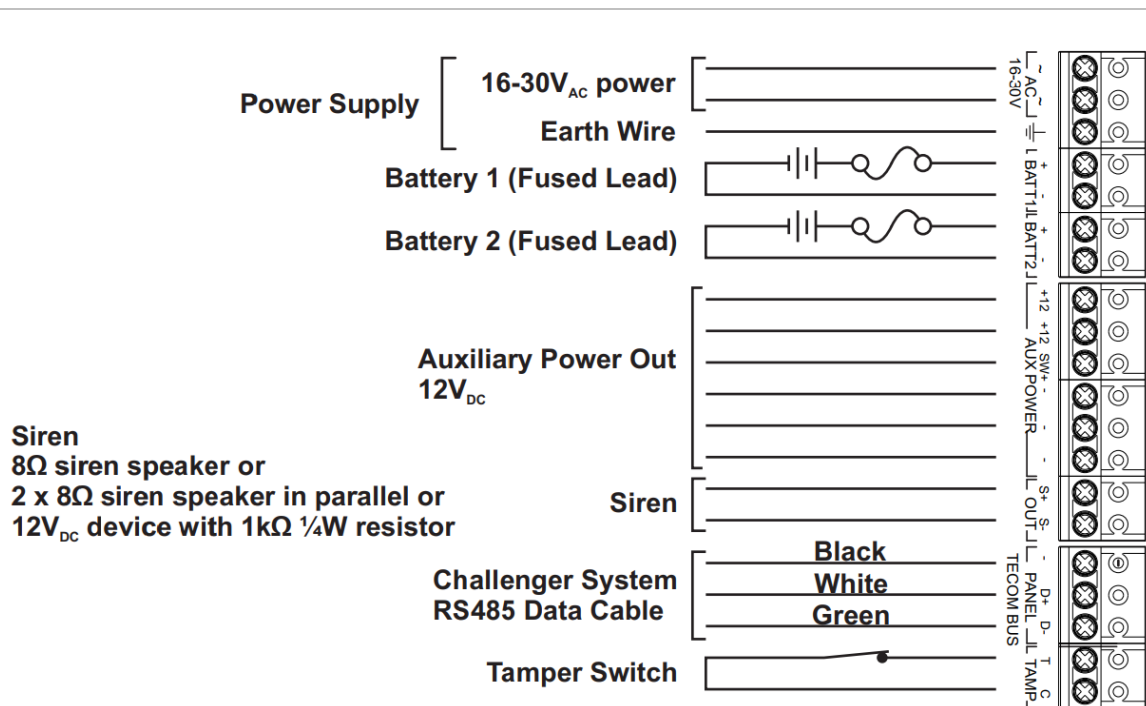 Power Supply
16-30VAC power
Earth Wire
Battery 1 (Fused Lead)
Battery 2 (Fused Lead)
Auxiliary Power Out
12VDC
Siren
8Ω siren speaker or
2 x 8Ω siren speaker in parallel or
12VDC device with 1kΩ ¼W resistor
Siren
Challenger System
RS485 Data Cable
Black
White
Green
Tamper Switch
~ AC ~
16-30V
+ -
BATT1
+ -
BATT2
+12 +12 SW+ - - -
AUX POWER
S+ S-
OUT
- D+ D-
PANEL
TECOM BUS
T C
TAMP